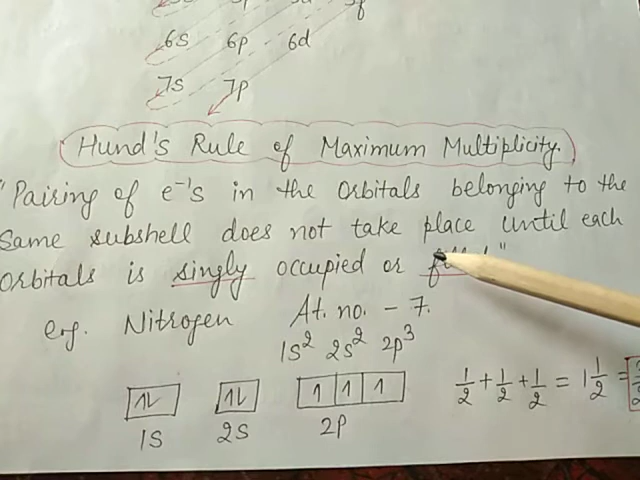 6s 6p 6d
7s 7p
Hund's Rule of Maximum Multiplicity.
"Pairing of e⁻'s in the orbitals belonging to the
Same subshell does not take place until each
orbitals is singly occupied or
e.g. Nitrogen At. no. - 7.
1s² 2s² 2p³
1/2 + 1/2 + 1/2 = 1 1/2 =
1S 2S 2P